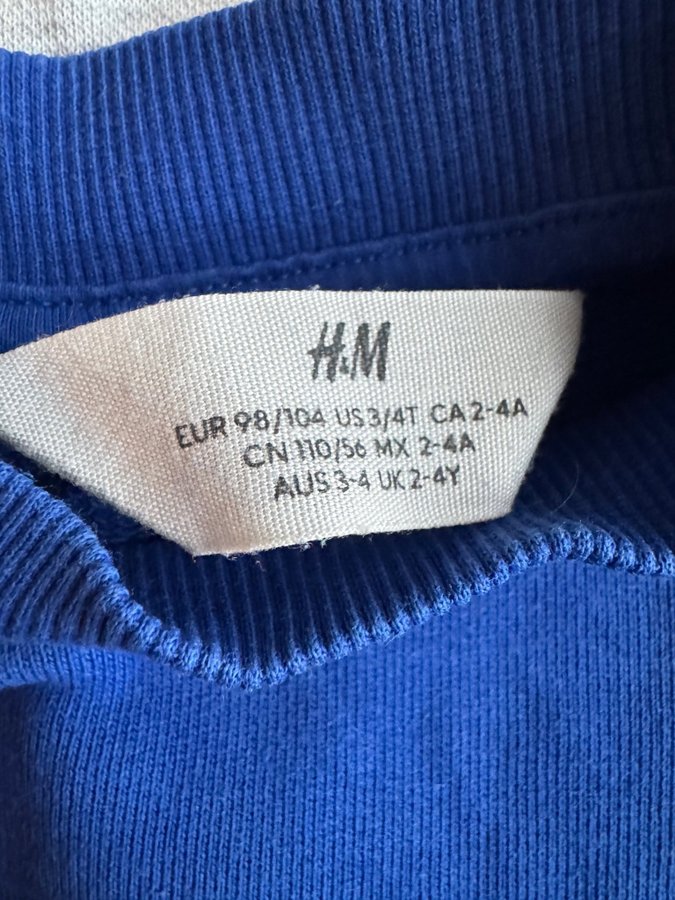 H&M
EUR 98/104 US 3/4T CA 2-4A
CN 110/56 MX 2-4A
AUS 3-4 UK 2-4Y